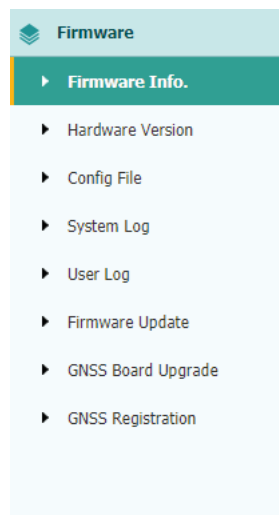 Firmware
Firmware Info.
Hardware Version
Config File
System Log
User Log
Firmware Update
GNSS Board Upgrade
GNSS Registration